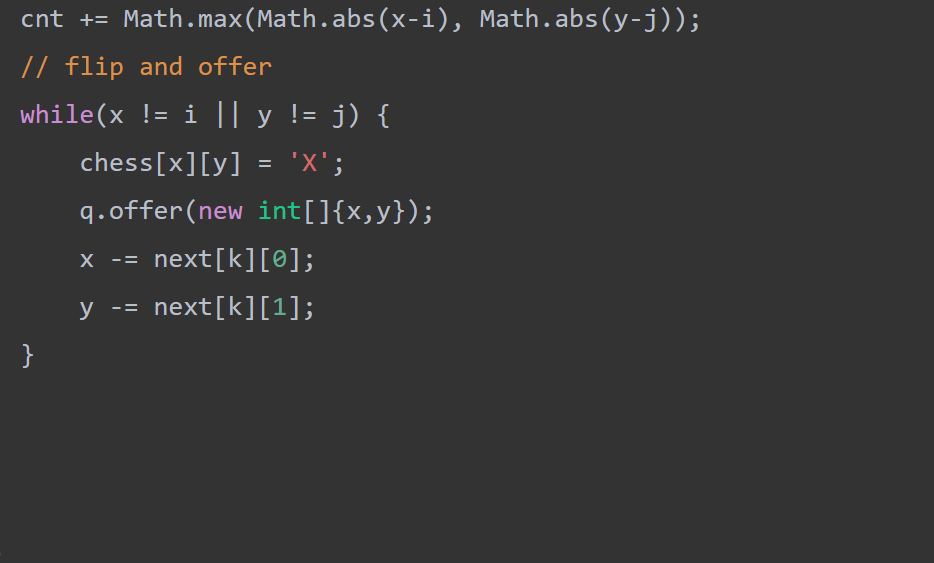 cnt += Math.max(Math.abs(x-i), Math.abs(y-j));
// flip and offer
while(x != i || y != j) {
    chess[x][y] = 'X';
    q.offer(new int[]{x,y});
    x -= next[k][0];
    y -= next[k][1];
}